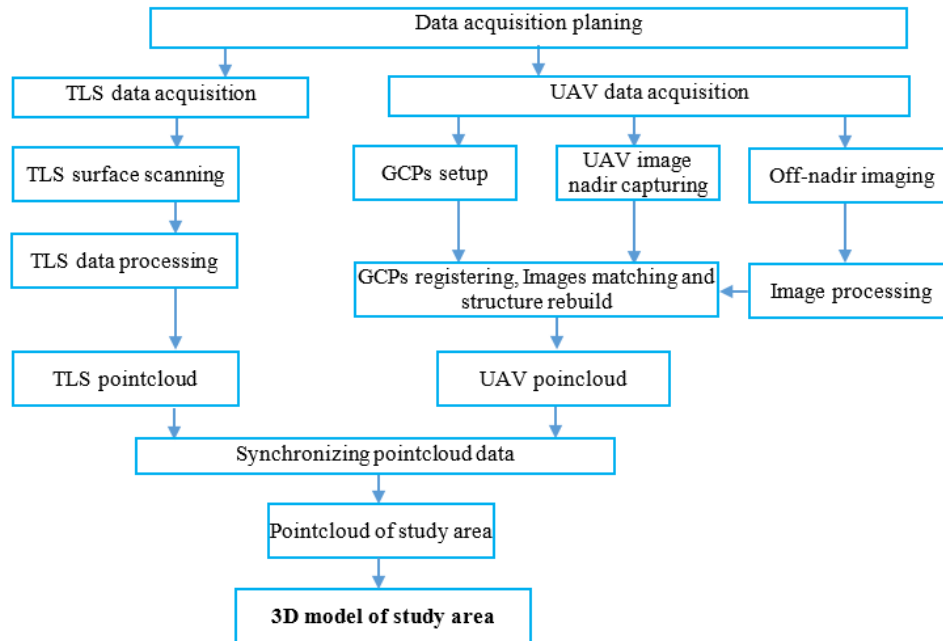 Data acquisition planing
TLS data acquisition
UAV data acquisition
TLS surface scanning
GCPs setup
UAV image
nadir capturing
Off-nadir imaging
TLS data processing
GCPs registering, Images matching and
structure rebuild
Image processing
TLS pointcloud
UAV poincloud
Synchronizing pointcloud data
Pointcloud of study area
3D model of study area